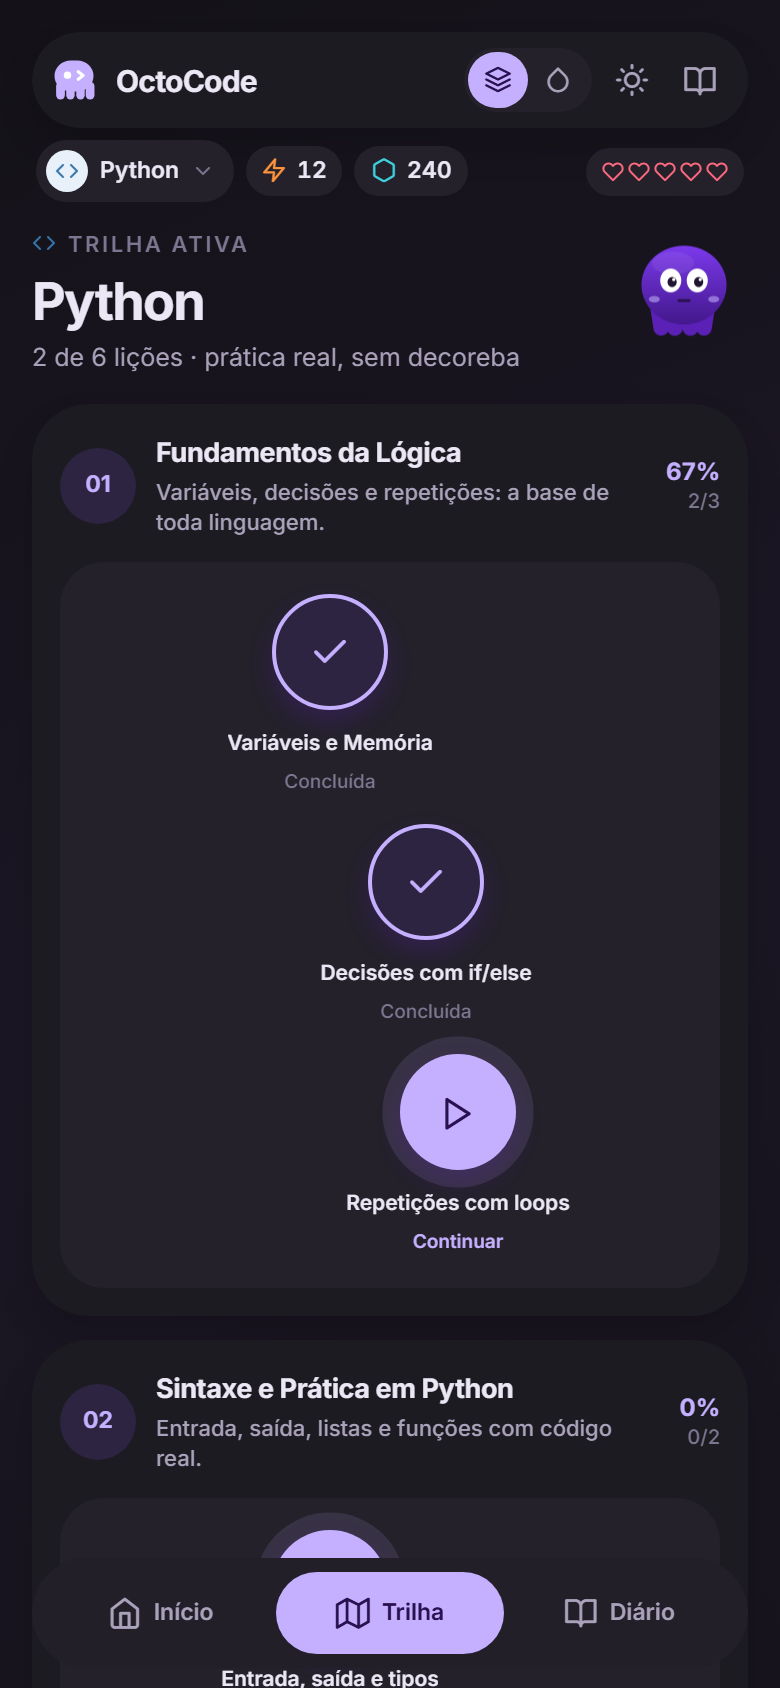 OctoCode
Python
12
240
TRILHA ATIVA
Python
2 de 6 lições · prática real, sem decoreba
01
Fundamentos da Lógica
Variáveis, decisões e repetições: a base de
toda linguagem.
67%
2/3
Variáveis e Memória
Concluída
Decisões com if/else
Concluída
Repetições com loops
Continuar
02
Sintaxe e Prática em Python
Entrada, saída, listas e funções com código
real.
0%
0/2
Início
Trilha
Diário
Entrada, saída e tipos